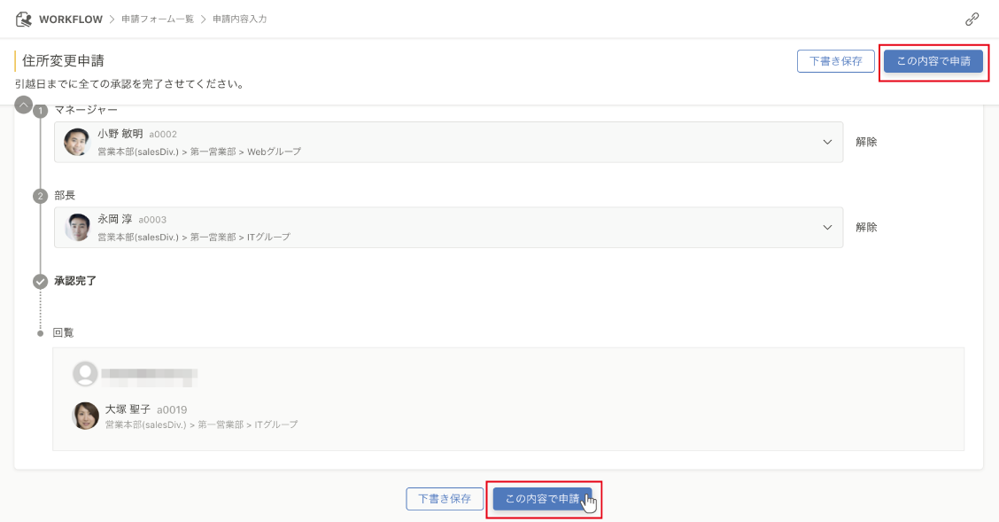 WORKFLOW > 申請フォーム一覧 > 申請内容入力
住所変更申請
下書き保存
この内容で申請
引越日までに全ての承認を完了させてください。
1 マネージャー
小野 敏明 a0002
営業本部(salesDiv.) > 第一営業部 > Webグループ
解除
2 部長
永岡 淳 a0003
営業本部(salesDiv.) > 第一営業部 > ITグループ
解除
承認完了
回覧
大塚 聖子 a0019
営業本部(salesDiv.) > 第一営業部 > ITグループ
下書き保存
この内容で申請